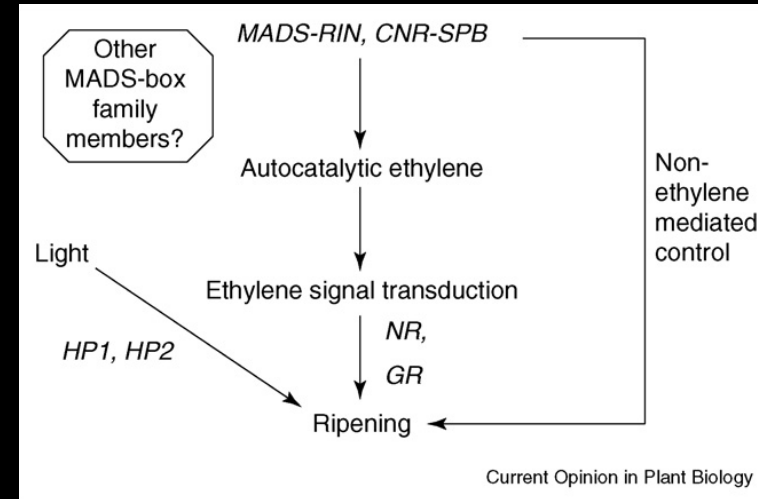 MADS-RIN, CNR-SPB
Other
MADS-box
family
members?
Autocatalytic ethylene
Non-
ethylene
mediated
control
Light
Ethylene signal transduction
NR,
HP1, HP2
GR
Ripening
Current Opinion in Plant Biology